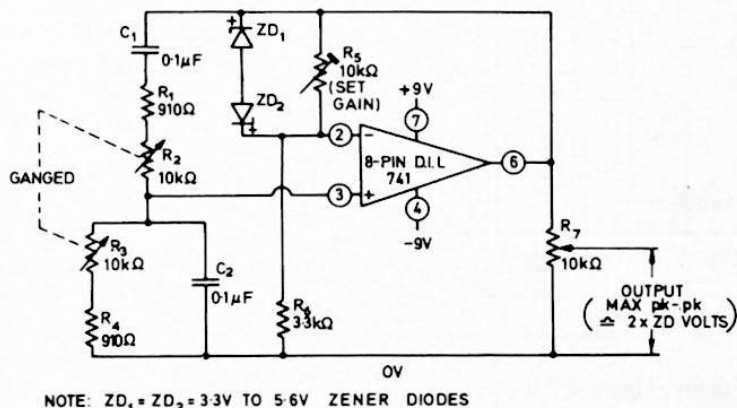 C1
0·1µF
R1
910Ω
R2
10kΩ
GANGED
R3
10kΩ
R4
910Ω
C2
0·1µF
+
ZD1
ZD2
+
R5
10kΩ
(SET
GAIN)
R6
3·3kΩ
+9V
7
2
−
8-PIN D.I.L
741
6
3
+
4
-9V
R7
10kΩ
OUTPUT
( MAX pk-pk )
≏ 2 x ZD VOLTS
0V
NOTE: ZD1 = ZD2 = 3·3V TO 5·6V ZENER DIODES